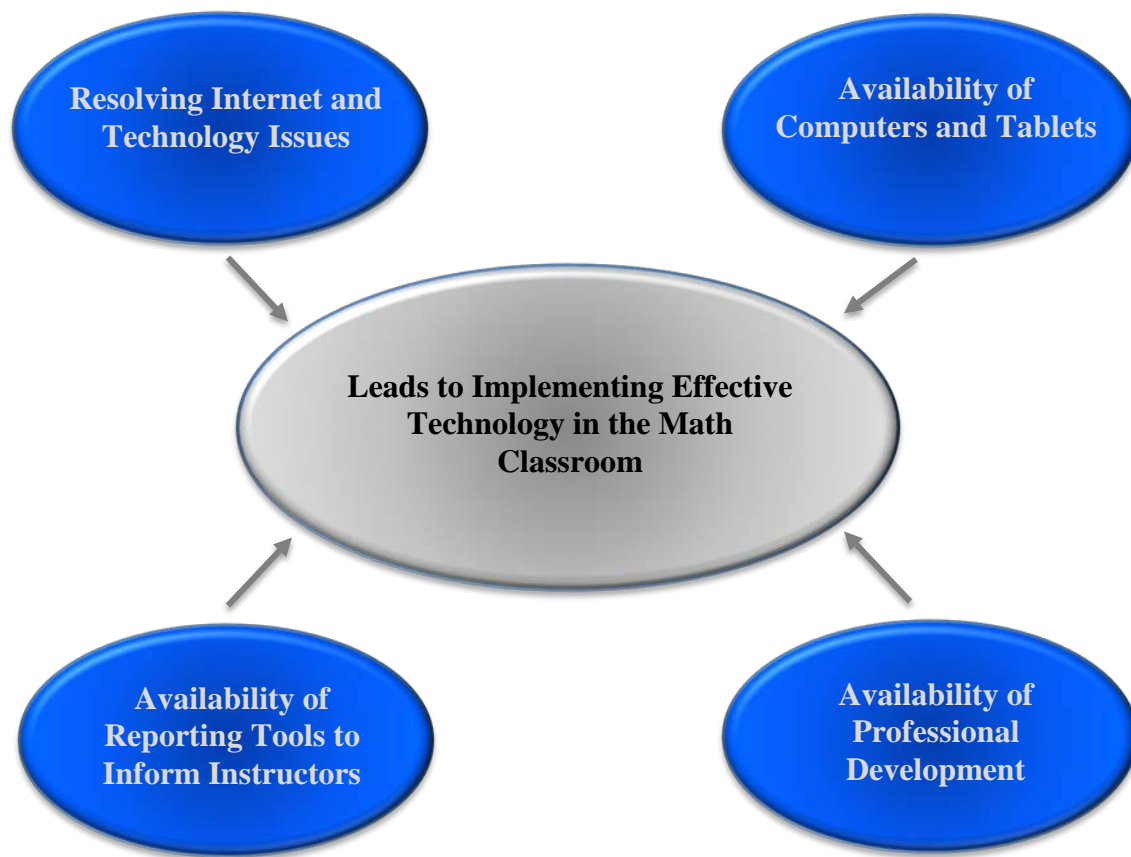 Resolving Internet and
Technology Issues
Availability of
Computers and Tablets
Leads to Implementing Effective
Technology in the Math
Classroom
Availability of
Reporting Tools to
Inform Instructors
Availability of
Professional
Development